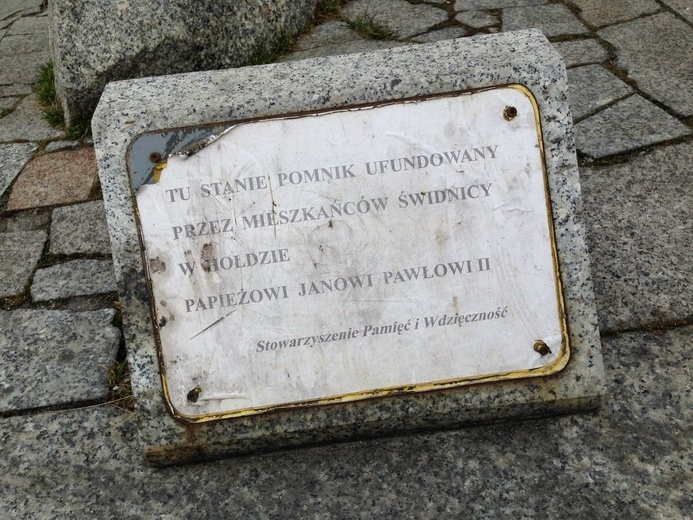 TU STANIE POMNIK UFUNDOWANY
PRZEZ MIESZKAŃCÓW ŚWIDNICY
W HOŁDZIE
PAPIEŻOWI JANOWI PAWŁOWI II
Stowarzyszenie Pamięć i Wdzięczność